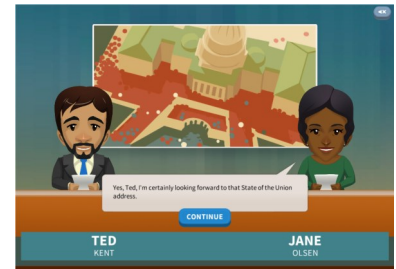 Yes, Ted, I'm certainly looking forward to that State of the Union
address.
CONTINUE
TED
KENT
JANE
OLSEN